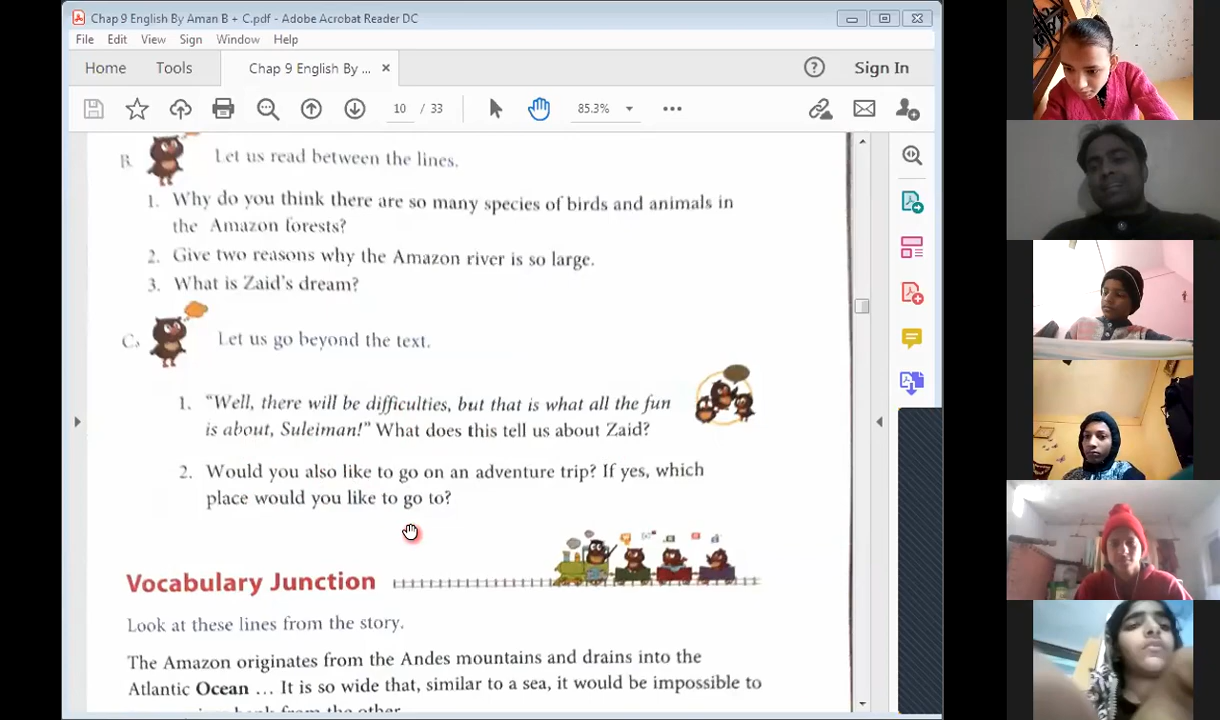 Chap 9 English By Aman B + C.pdf - Adobe Acrobat Reader DC
File Edit View Sign Window Help
Home Tools Chap 9 English By ... × Sign In
10 / 33 85.3%
B. Let us read between the lines.
1. Why do you think there are so many species of birds and animals in
the Amazon forests?
2. Give two reasons why the Amazon river is so large.
3. What is Zaid's dream?
C. Let us go beyond the text.
1. "Well, there will be difficulties, but that is what all the fun
is about, Suleiman!" What does this tell us about Zaid?
2. Would you also like to go on an adventure trip? If yes, which
place would you like to go to?
Vocabulary Junction
Look at these lines from the story.
The Amazon originates from the Andes mountains and drains into the
Atlantic Ocean ... It is so wide that, similar to a sea, it would be impossible to